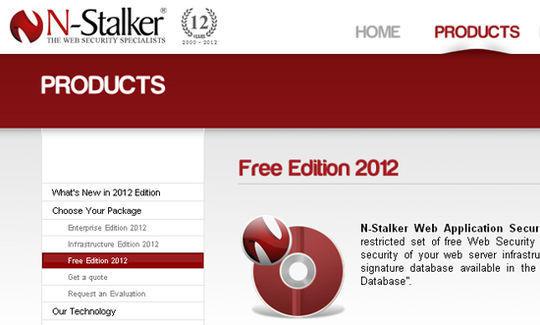 N-Stalker®
THE WEB SECURITY SPECIALISTS
12
YEARS
2000 - 2012
HOME
PRODUCTS
PRODUCTS
What's New in 2012 Edition
Choose Your Package
Enterprise Edition 2012
Infrastructure Edition 2012
Free Edition 2012
Get a quote
Request an Evaluation
Our Technology
Free Edition 2012
N-Stalker Web Application Secur
restricted set of free Web Security
security of your web server infrastru
signature database available in the
Database".